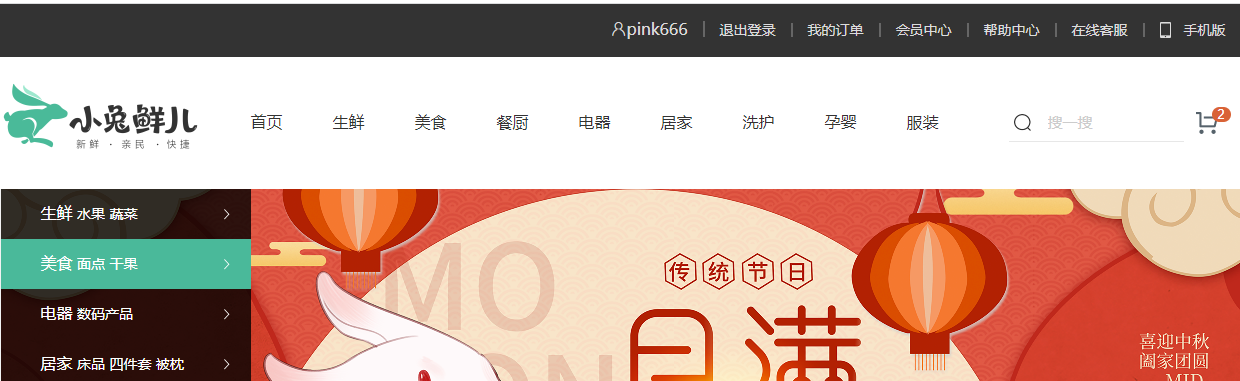 pink666 退出登录 我的订单 会员中心 帮助中心 在线客服 手机版
小兔鲜儿
新鲜 · 亲民 · 快捷
首页 生鲜 美食 餐厨 电器 居家 洗护 孕婴 服装 搜一搜 2
生鲜 水果 蔬菜
美食 面点 干果
电器 数码产品
居家 床品 四件套 被枕
MO
ON
传统节日
月满
喜迎中秋
阖家团圆
MID